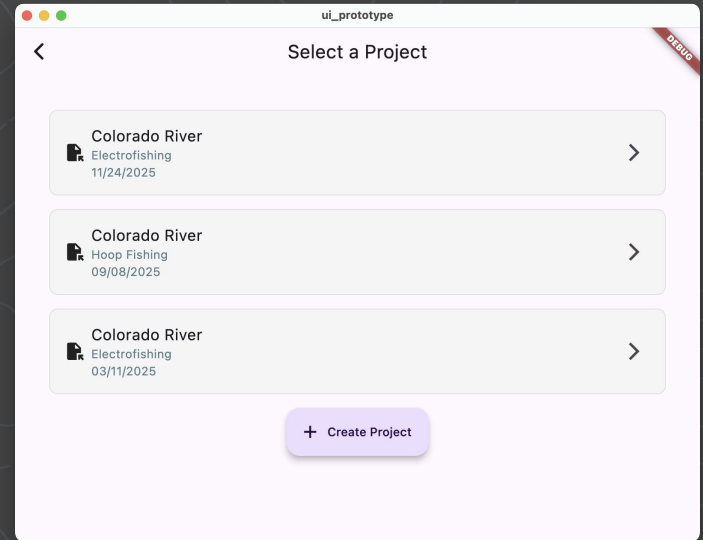 ui_prototype
DEBUG
Select a Project
Colorado River
Electrofishing
11/24/2025
Colorado River
Hoop Fishing
09/08/2025
Colorado River
Electrofishing
03/11/2025
Create Project